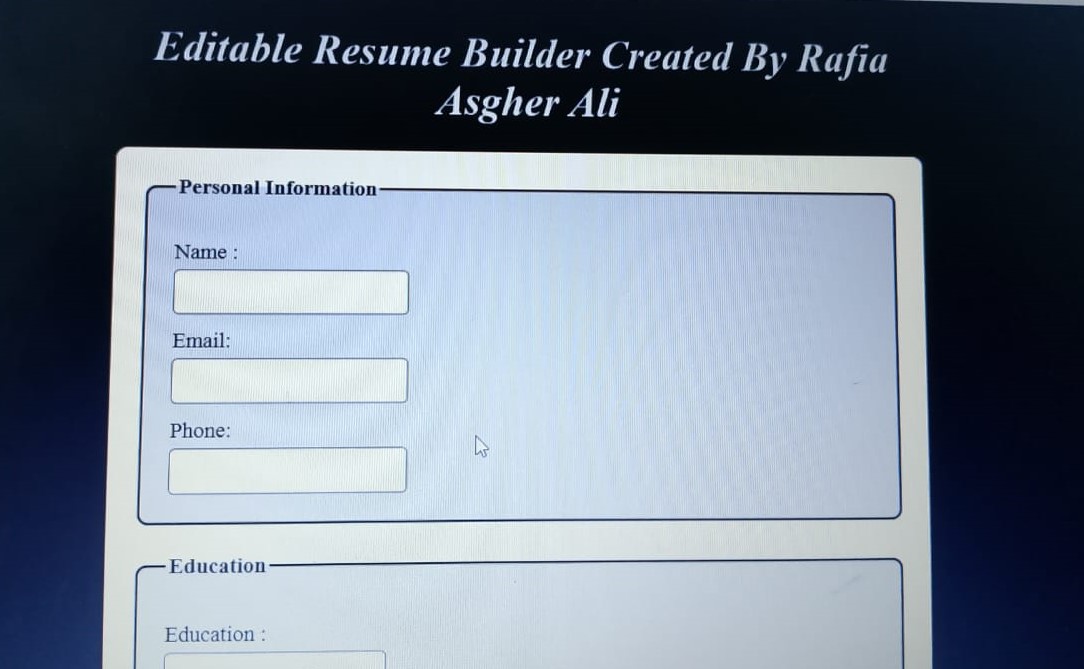 Editable Resume Builder Created By Rafia
Asgher Ali
Personal Information
Name :
Email:
Phone:
Education
Education :